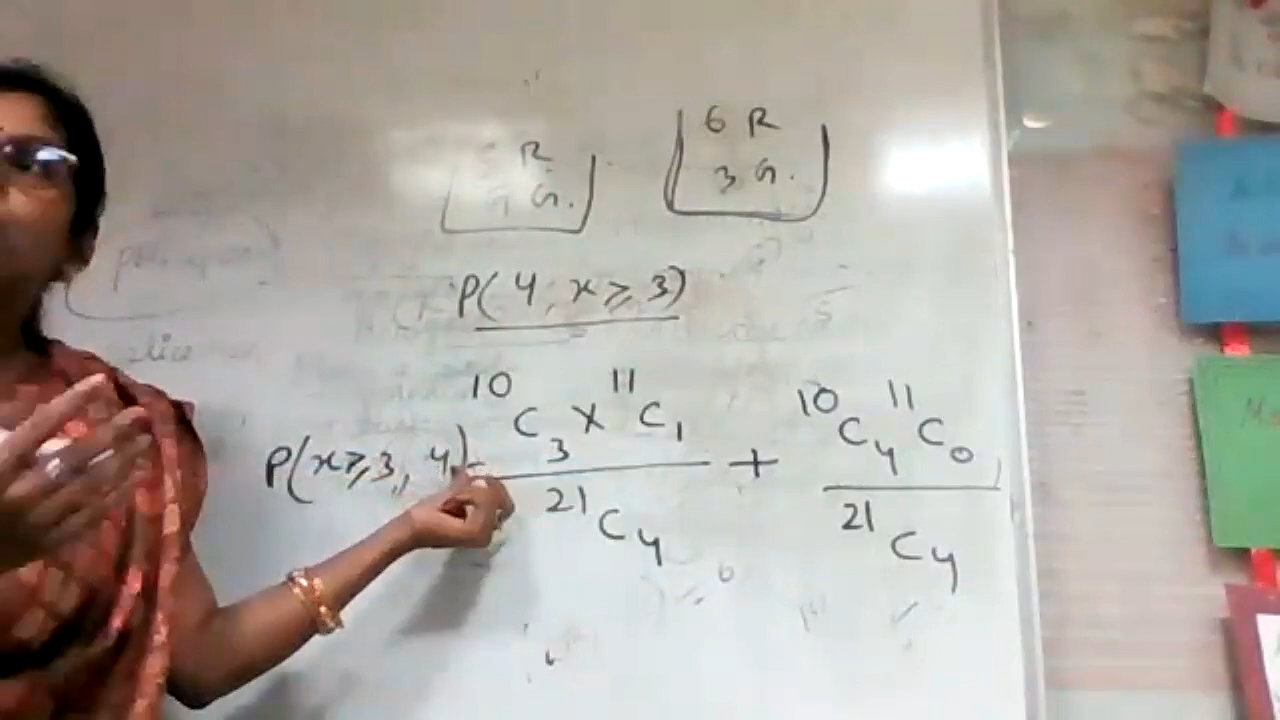 R
G.
6 R
3 G.
P(4, x ≥ 3)
P(x≥3, 4) = ¹⁰C₃ X ¹¹C₁ / ²¹C₄ + ¹⁰C₄ ¹¹C₀ / ²¹C₄